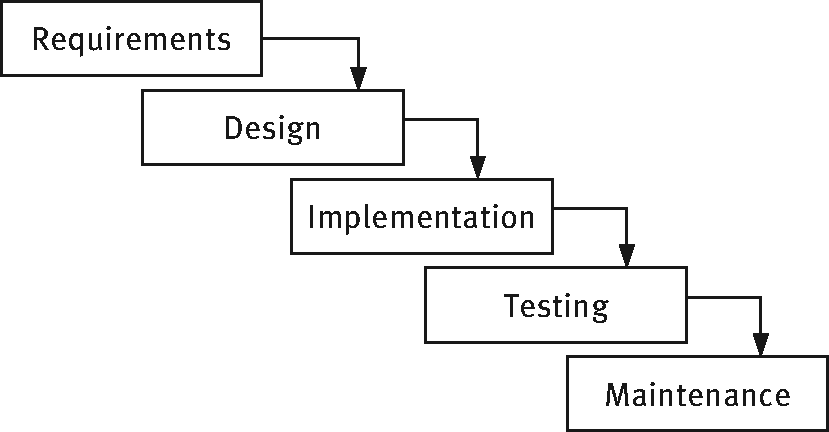 Requirements
Design
Implementation
Testing
Maintenance